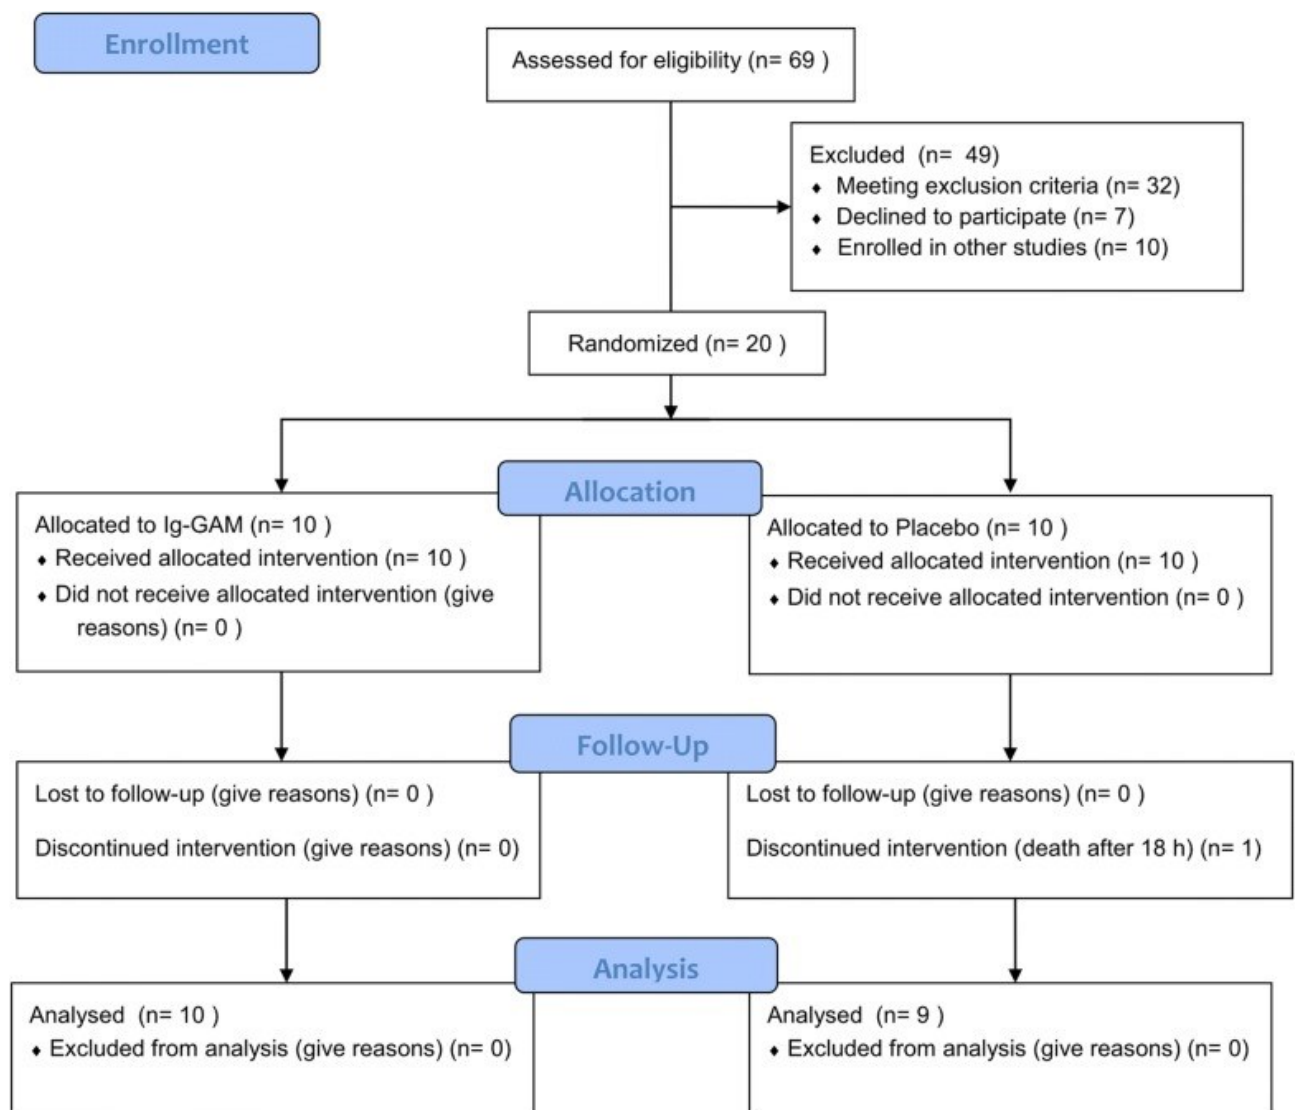 Enrollment
Assessed for eligibility (n= 69 )
Excluded (n= 49)
♦ Meeting exclusion criteria (n= 32)
♦ Declined to participate (n= 7)
♦ Enrolled in other studies (n= 10)
Randomized (n= 20 )
Allocation
Allocated to Ig-GAM (n= 10 )
♦ Received allocated intervention (n= 10 )
♦ Did not receive allocated intervention (give
reasons) (n= 0 )
Allocated to Placebo (n= 10 )
♦ Received allocated intervention (n= 10 )
♦ Did not receive allocated intervention (n= 0 )
Follow-Up
Lost to follow-up (give reasons) (n= 0 )
Discontinued intervention (give reasons) (n= 0)
Lost to follow-up (give reasons) (n= 0 )
Discontinued intervention (death after 18 h) (n= 1)
Analysis
Analysed (n= 10 )
♦ Excluded from analysis (give reasons) (n= 0)
Analysed (n= 9 )
♦ Excluded from analysis (give reasons) (n= 0)